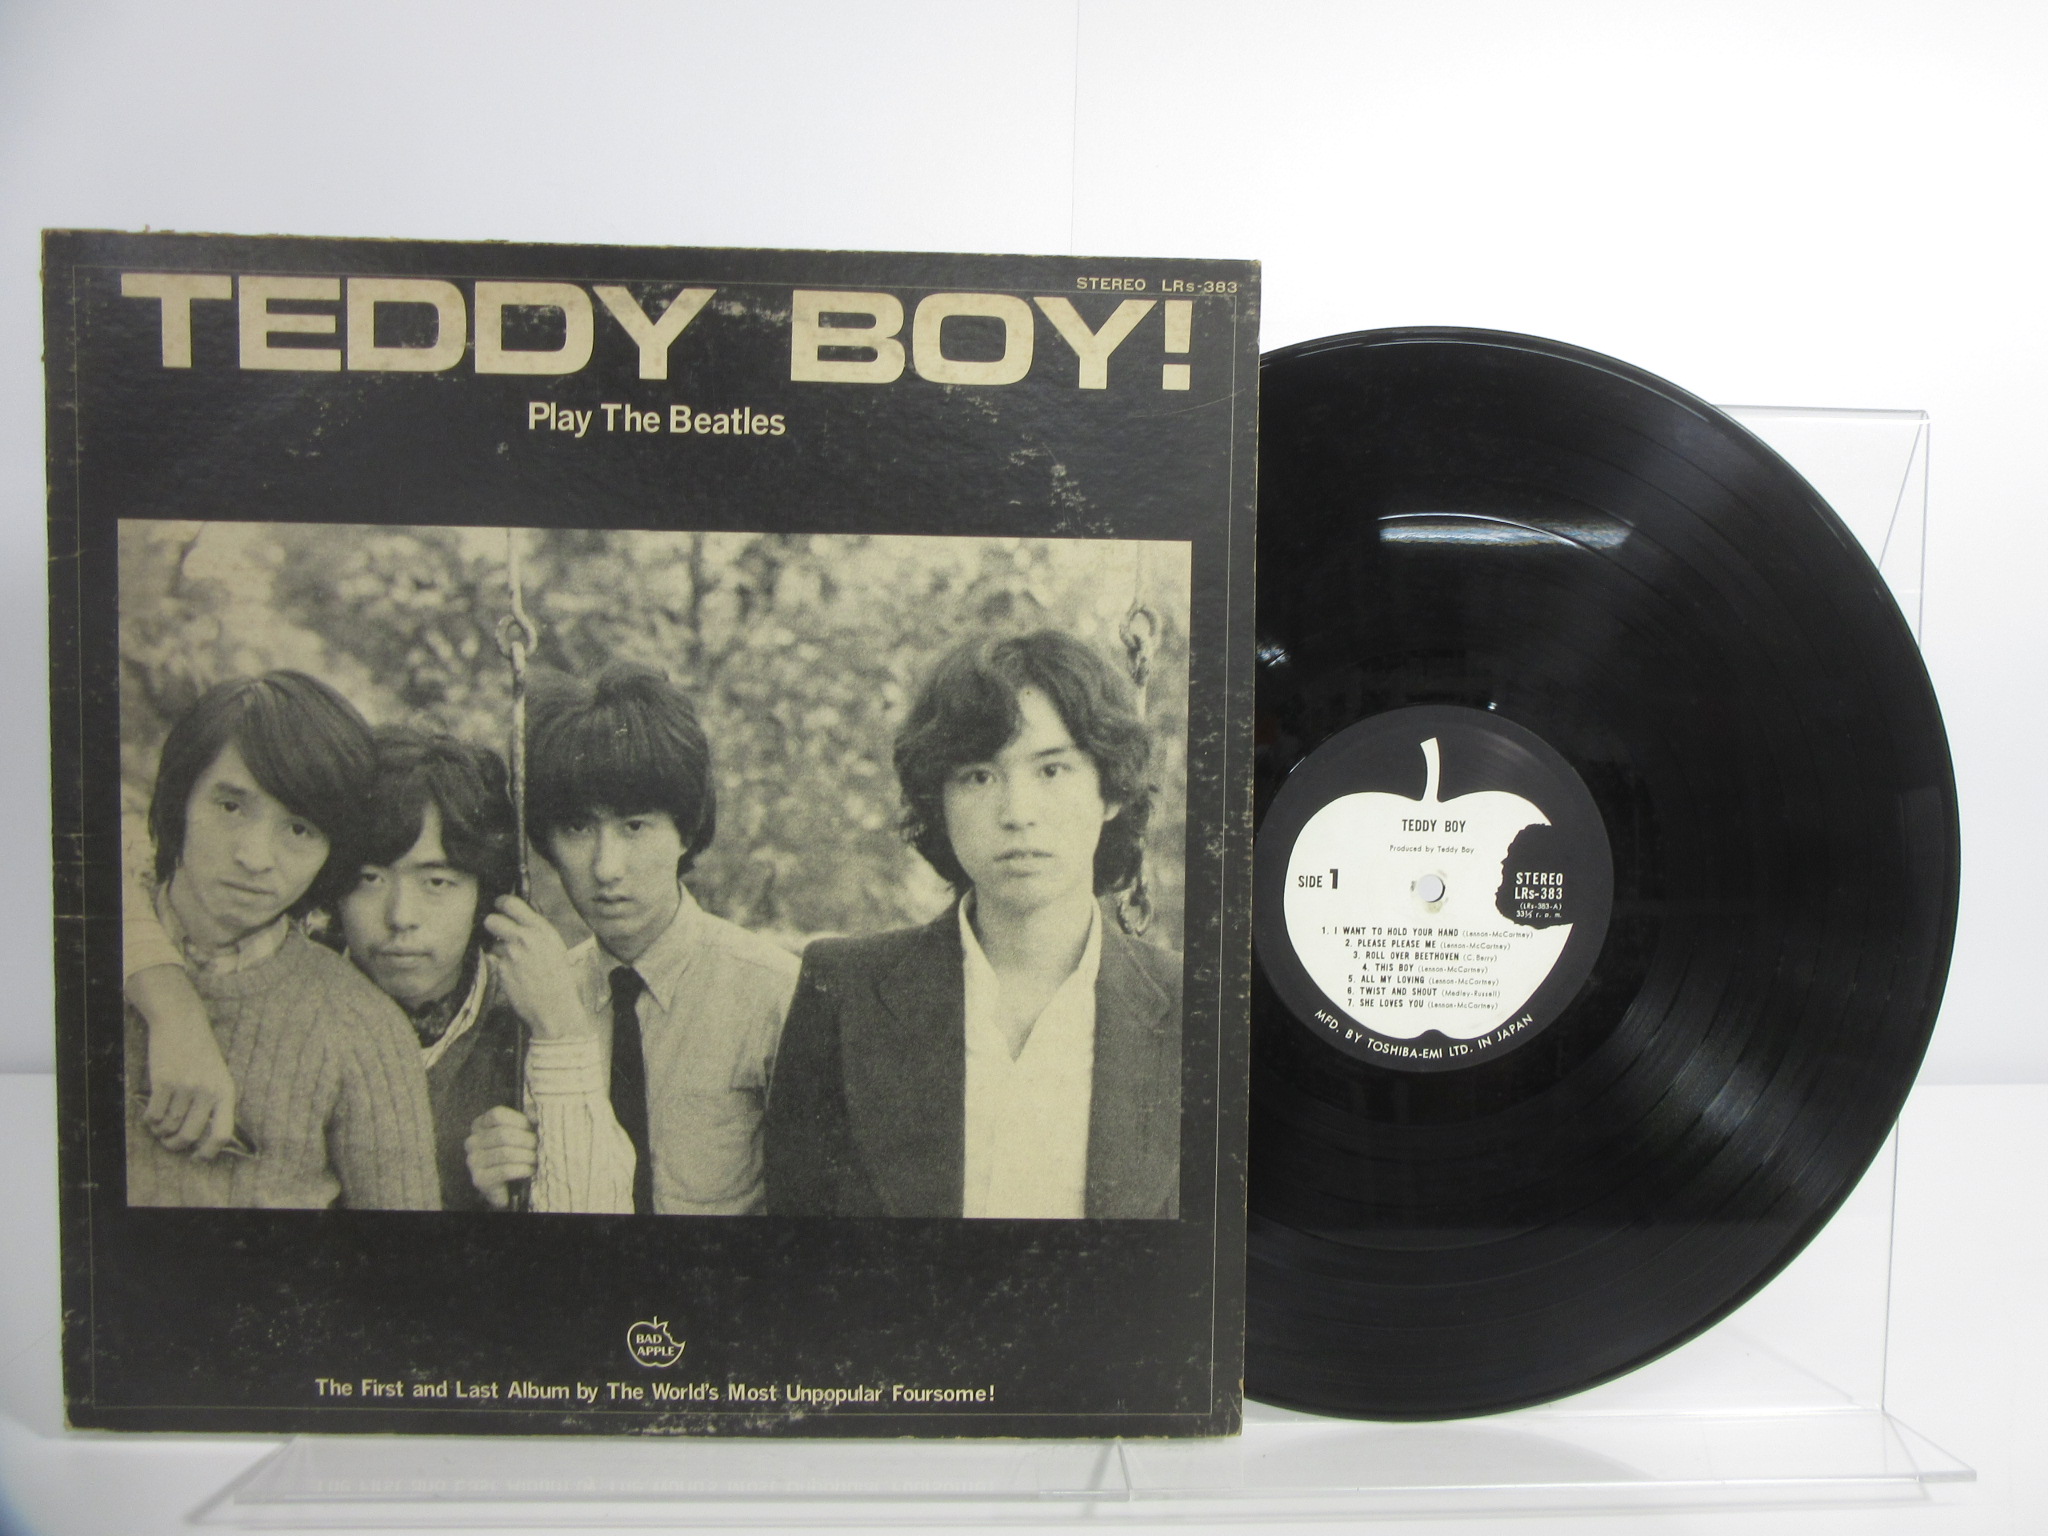 STEREO LRs-383
TEDDY BOY!
Play The Beatles
BAD
APPLE
The First and Last Album by The World's Most Unpopular Foursome!
TEDDY BOY
Produced by Teddy Boy
SIDE 1
STEREO
LRs-383
(LRs-383-A)
33⅓ r. p. m.
1. I WANT TO HOLD YOUR HAND (Lennon-McCartney)
2. PLEASE PLEASE ME (Lennon-McCartney)
3. ROLL OVER BEETHOVEN (C. Berry)
4. THIS BOY (Lennon-McCartney)
5. ALL MY LOVING (Lennon-McCartney)
6. TWIST AND SHOUT (Medley-Russell)
7. SHE LOVES YOU (Lennon-McCartney)
MFD. BY TOSHIBA-EMI LTD. IN JAPAN